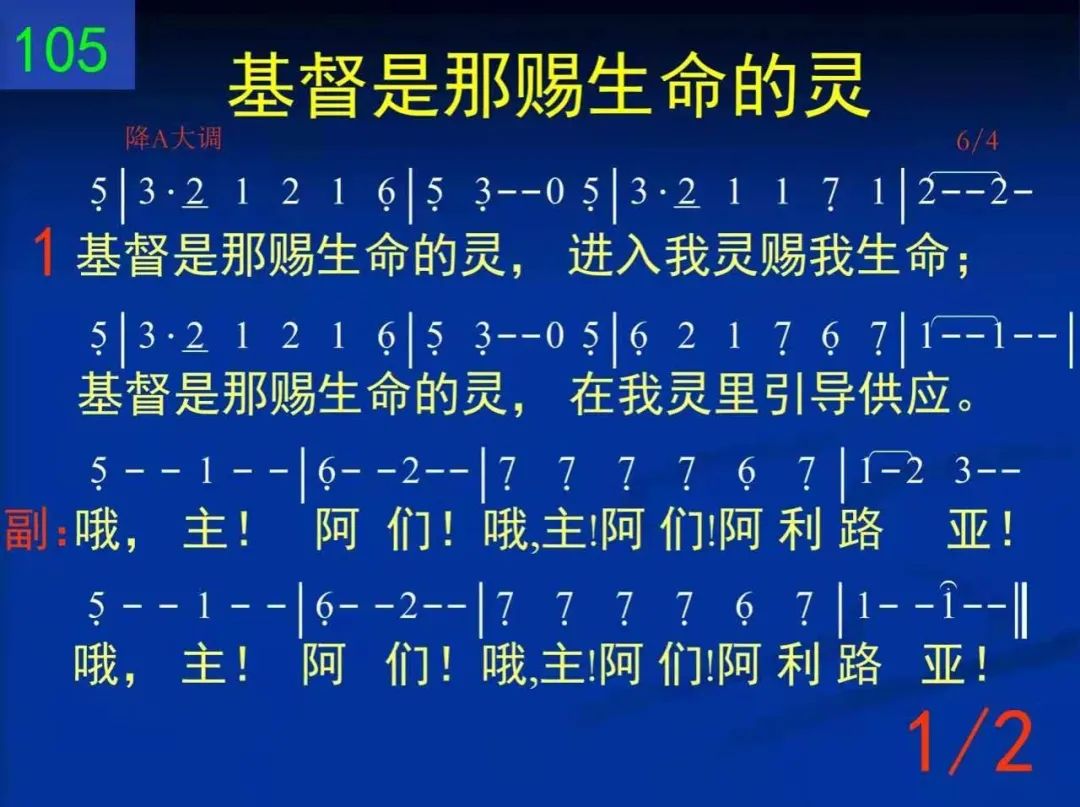 105
基督是那赐生命的灵
降A大调 6/4
5̣|3·2̲ 1 2 1 6̣|5̣ 3̣--0 5̣|3·2̲ 1 1 7̣ 1|2--2-
1 基督是那赐生命的灵，进入我灵赐我生命；
5̣|3·2̲ 1 2 1 6̣|5̣ 3̣--0 5̣|6̣ 2 1 7̣ 6̣ 7̣|1--1--|
基督是那赐生命的灵，在我灵里引导供应。
5̣--1--|6̣--2--|7̣ 7̣ 7̣ 7̣ 6̣ 7̣|1-2 3--
副:哦，主！ 阿 们！哦,主!阿 们!阿 利 路 亚！
5̣--1--|6̣--2--|7̣ 7̣ 7̣ 7̣ 6̣ 7̣|1--i--‖
哦，主！ 阿 们！哦,主!阿 们!阿 利 路 亚！
1/2